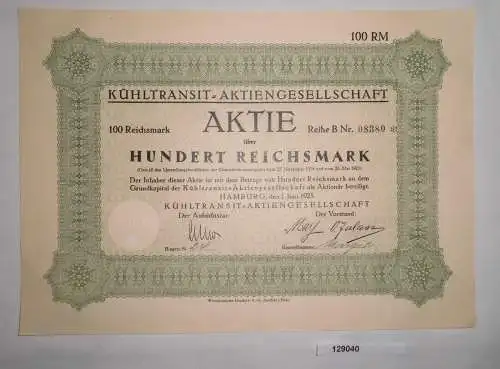 100 RM
KÜHLTRANSIT-AKTIENGESELLSCHAFT
100 Reichsmark AKTIE Reihe B Nr. 08380
über
HUNDERT REICHSMARK
Der Inhaber dieser Aktie ist mit dem Betrage von Hundert Reichsmark an dem
Grundkapital der Kühltransit-Aktiengesellschaft als Aktionär beteiligt.
HAMBURG, den 1. Juni 1925.
KÜHLTRANSIT-AKTIENGESELLSCHAFT
Der Aufsichtsrat: Der Vorstand:
129040